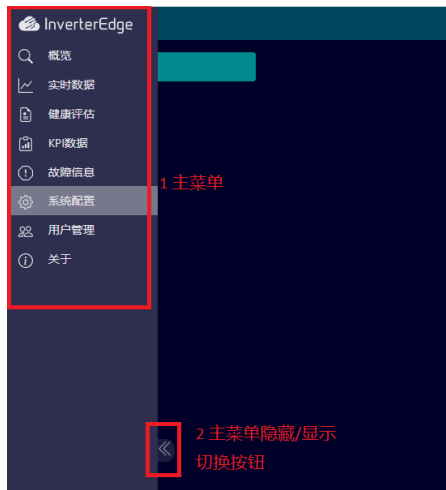 InverterEdge
概览
实时数据
健康评估
KPI数据
故障信息
1 主菜单
系统配置
用户管理
关于
2 主菜单隐藏/显示
切换按钮